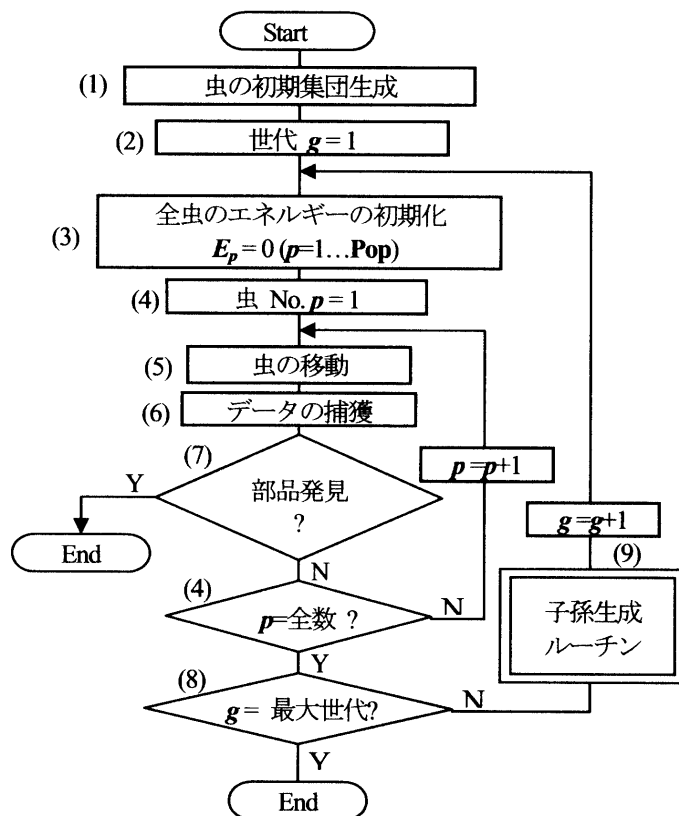 Start
(1)
虫の初期集団生成
(2)
世代 g = 1
(3)
全虫のエネルギーの初期化
Ep = 0 (p=1…Pop)
(4)
虫 No. p = 1
(5)
虫の移動
(6)
データの捕獲
(7)
部品発見
?
Y
End
N
p=p+1
g=g+1
(9)
子孫生成
ルーチン
(4)
p=全数 ?
N
Y
(8)
g= 最大世代?
N
Y
End